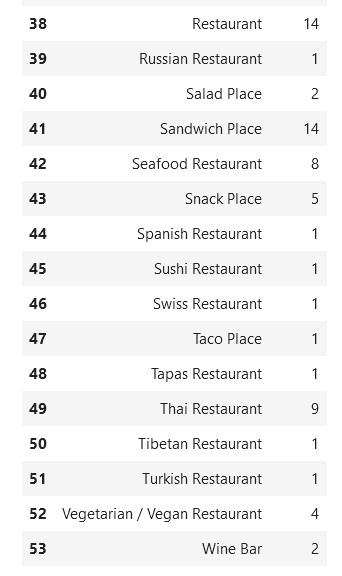 38 Restaurant 14
39 Russian Restaurant 1
40 Salad Place 2
41 Sandwich Place 14
42 Seafood Restaurant 8
43 Snack Place 5
44 Spanish Restaurant 1
45 Sushi Restaurant 1
46 Swiss Restaurant 1
47 Taco Place 1
48 Tapas Restaurant 1
49 Thai Restaurant 9
50 Tibetan Restaurant 1
51 Turkish Restaurant 1
52 Vegetarian / Vegan Restaurant 4
53 Wine Bar 2